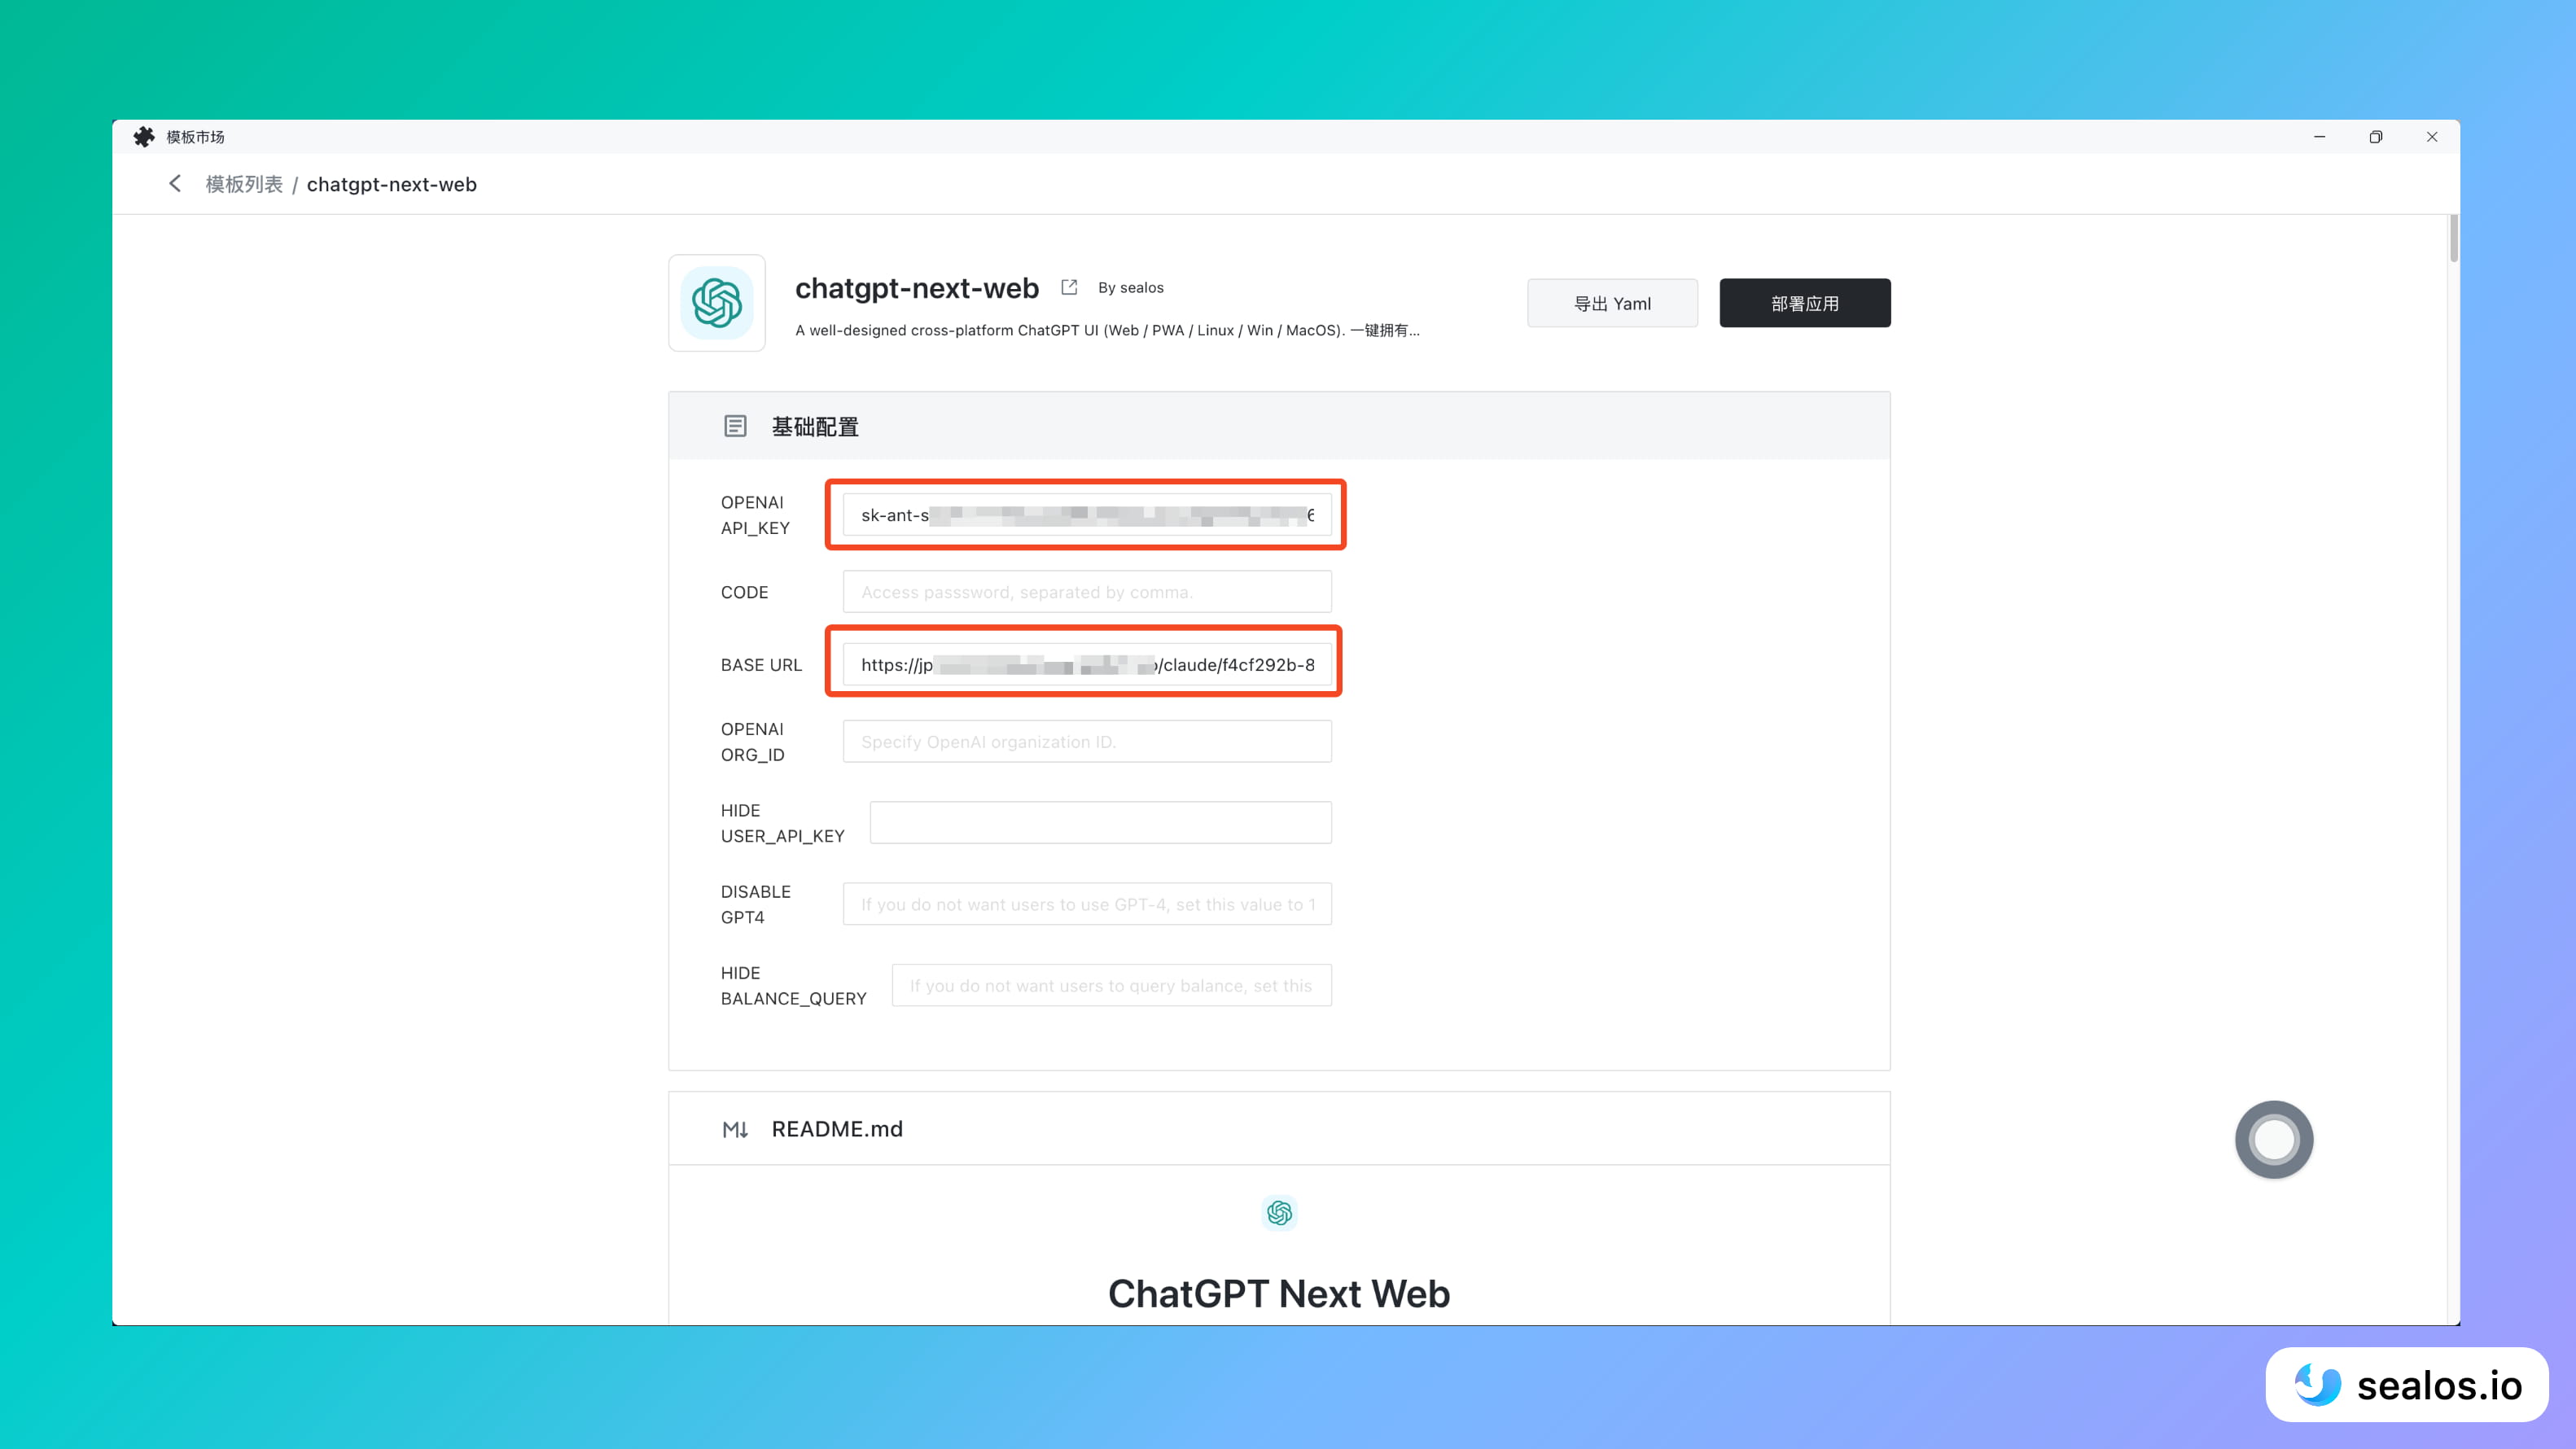 模板市场
模板列表 / chatgpt-next-web
chatgpt-next-web By sealos
A well-designed cross-platform ChatGPT UI (Web / PWA / Linux / Win / MacOS). 一键拥有...
导出 Yaml
部署应用
基础配置
OPENAI
API_KEY
sk-ant-s
6
CODE
Access passsword, separated by comma.
BASE URL
https://jp
/claude/f4cf292b-8
OPENAI
ORG_ID
Specify OpenAI organization ID.
HIDE
USER_API_KEY
DISABLE
GPT4
If you do not want users to use GPT-4, set this value to 1
HIDE
BALANCE_QUERY
If you do not want users to query balance, set this
README.md
ChatGPT Next Web
sealos.io